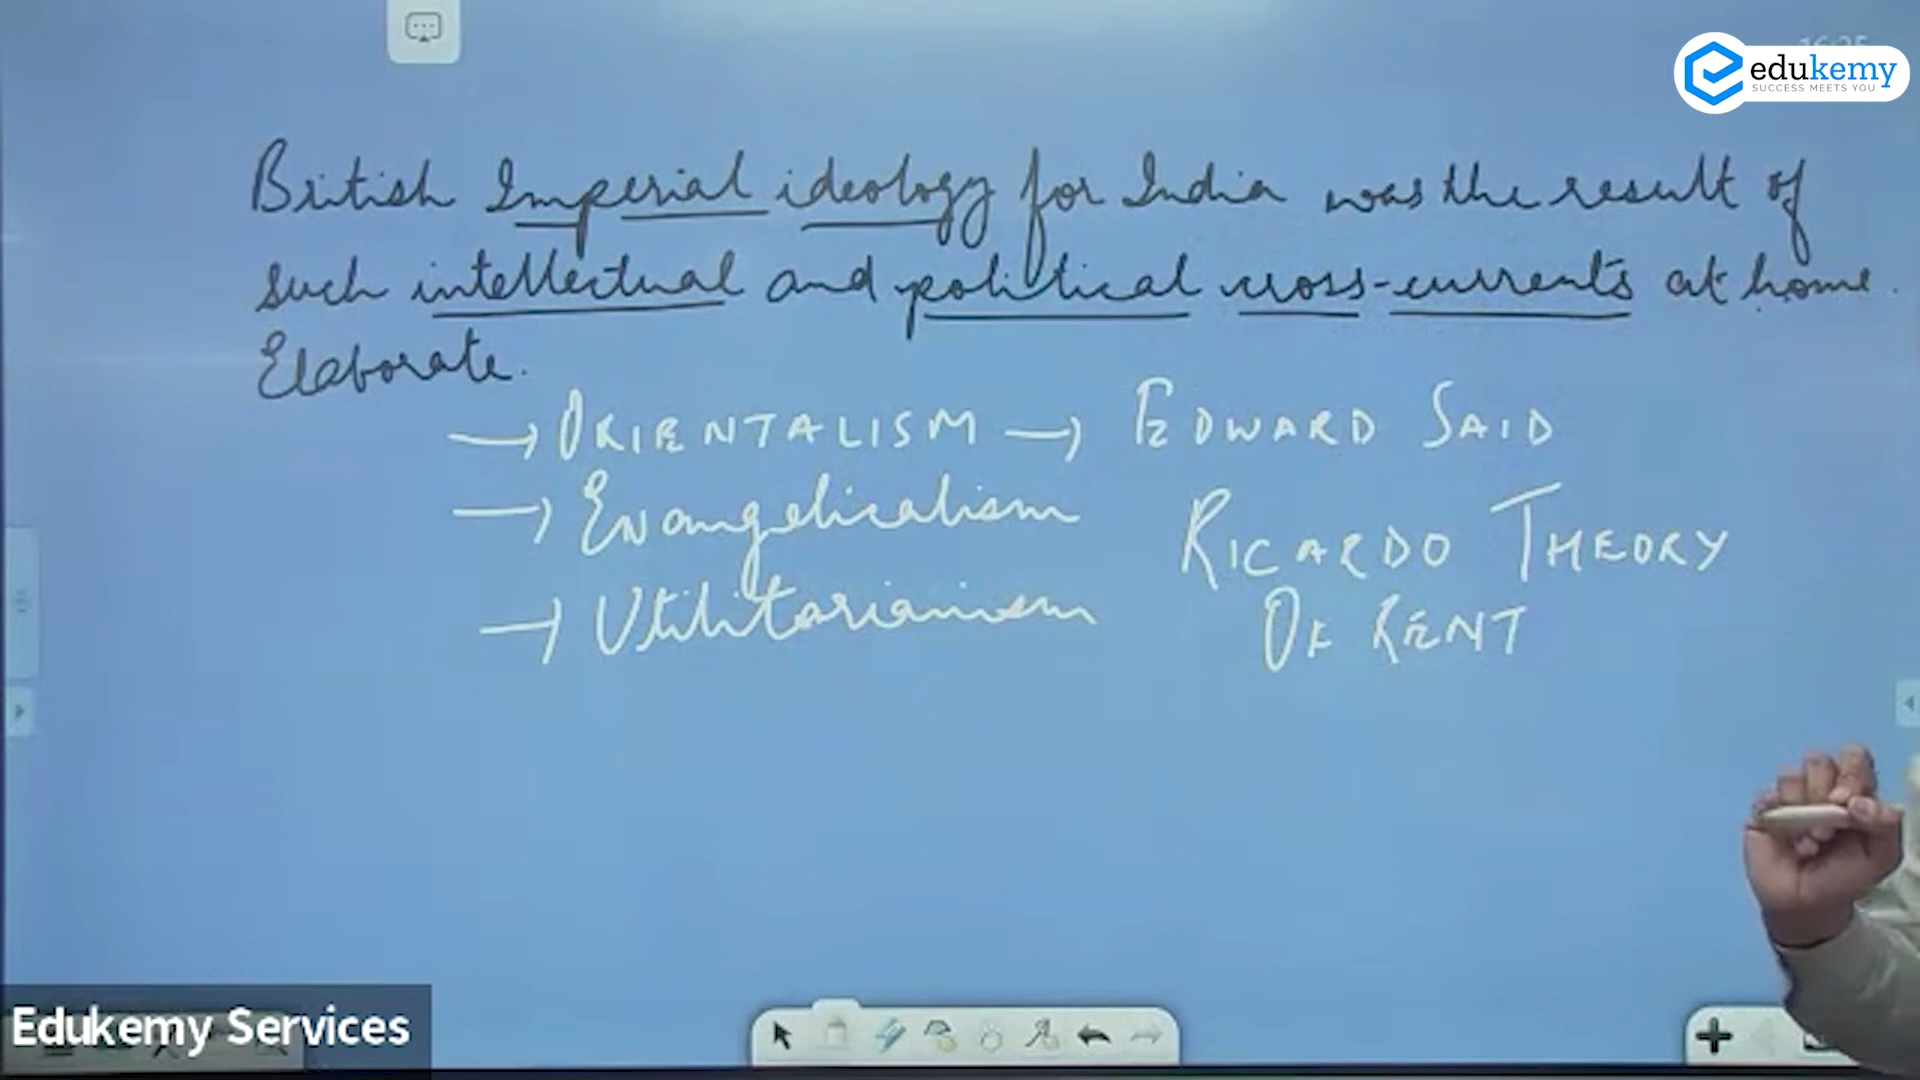 edukemy
SUCCESS MEETS YOU
British Imperial ideology for India was the result of
such intellectual and political cross-currents at home.
Elaborate.
→ ORIENTALISM → EDWARD SAID
→ Evangelicalism
RICARDO THEORY
OF RENT
→ Utilitarianism
Edukemy Services